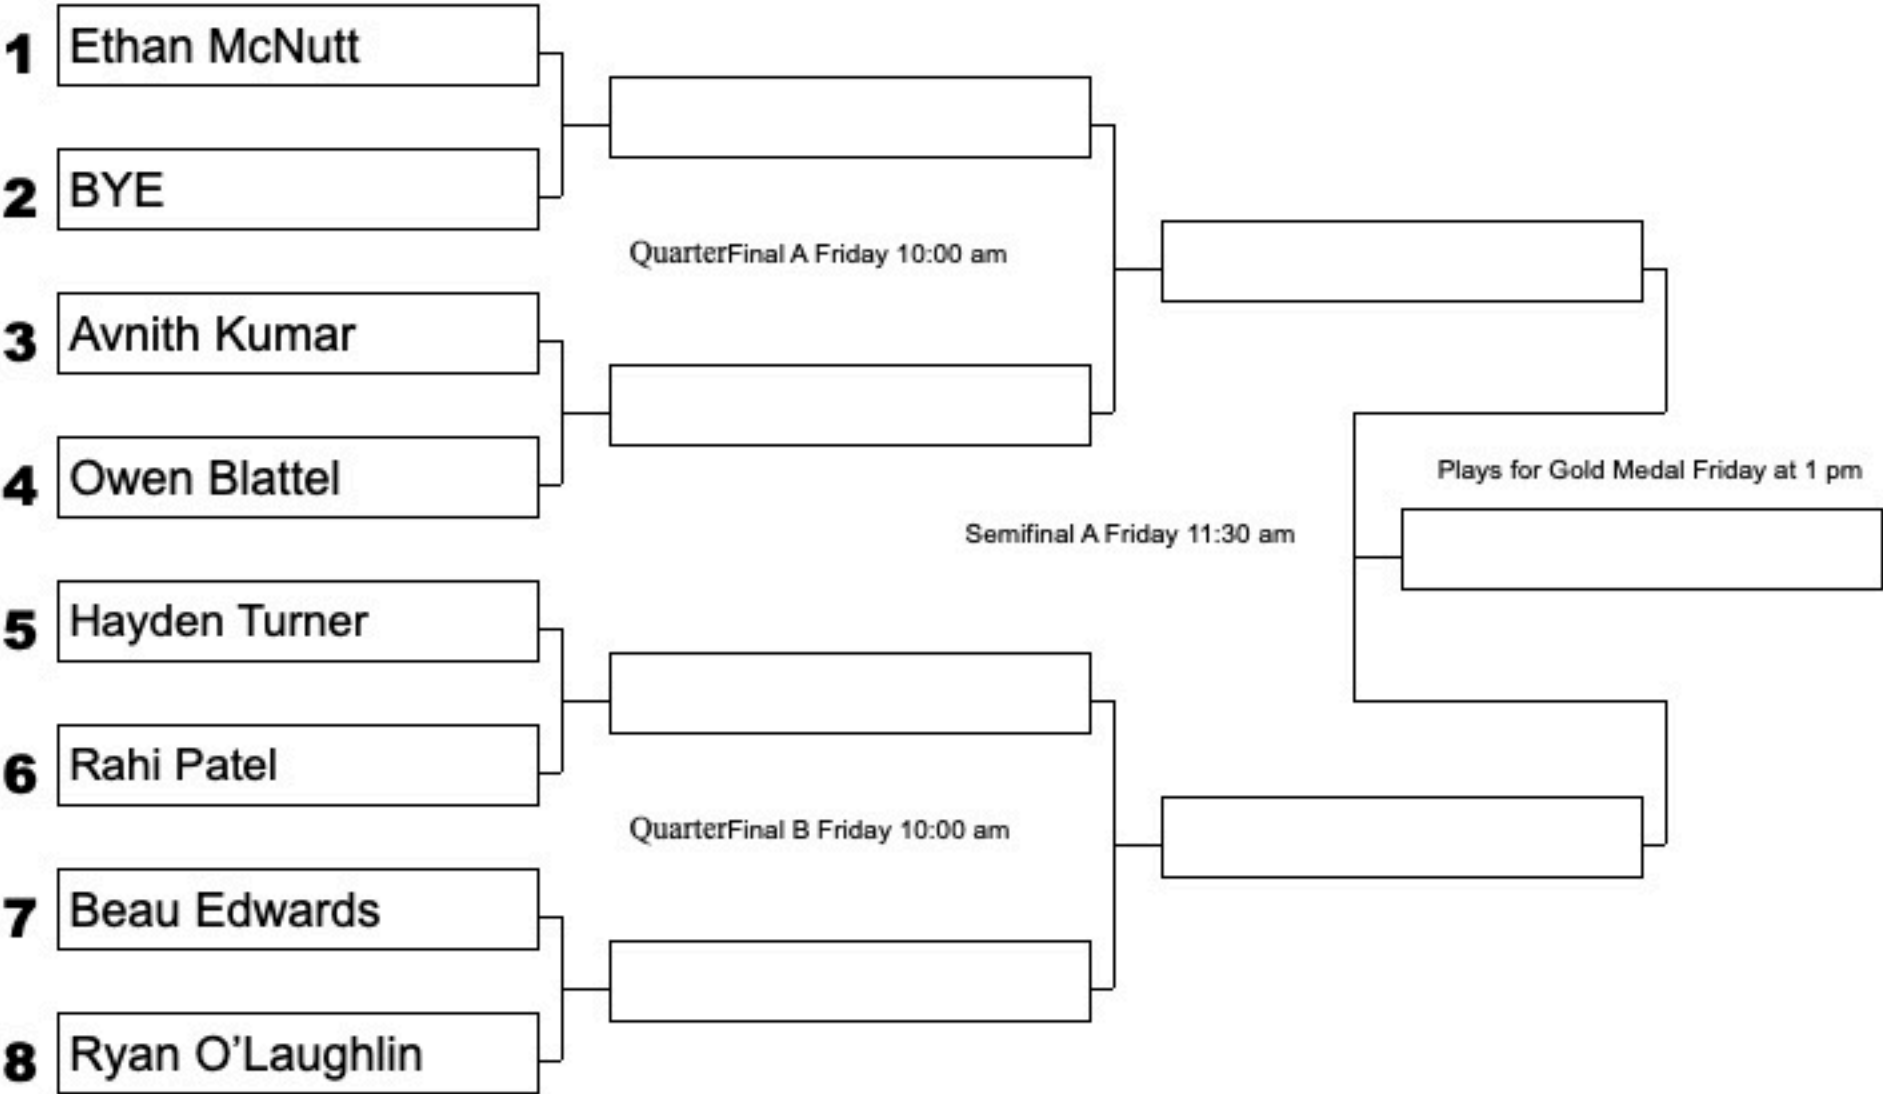 1 Ethan McNutt
2 BYE
QuarterFinal A Friday 10:00 am
3 Avnith Kumar
4 Owen Blattel
Plays for Gold Medal Friday at 1 pm
Semifinal A Friday 11:30 am
5 Hayden Turner
6 Rahi Patel
QuarterFinal B Friday 10:00 am
7 Beau Edwards
8 Ryan O’Laughlin